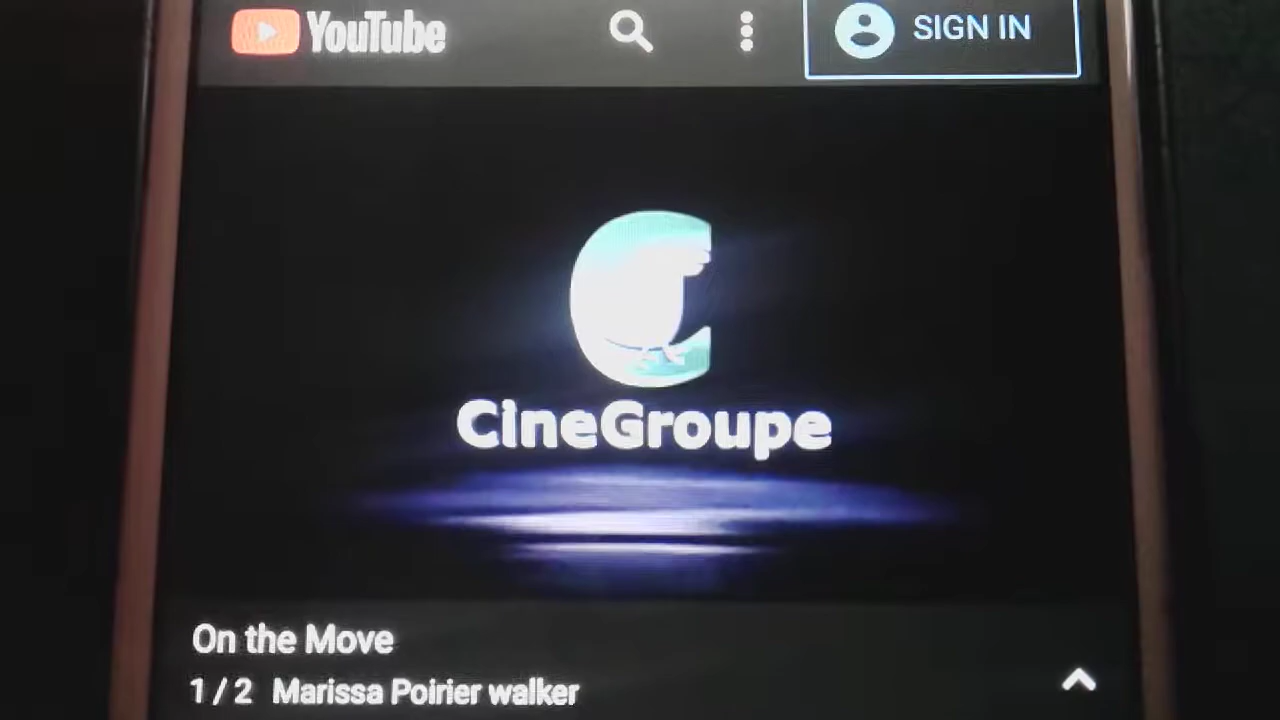 YouTube
SIGN IN
CineGroupe
On the Move
1 / 2 Marissa Poirier walker